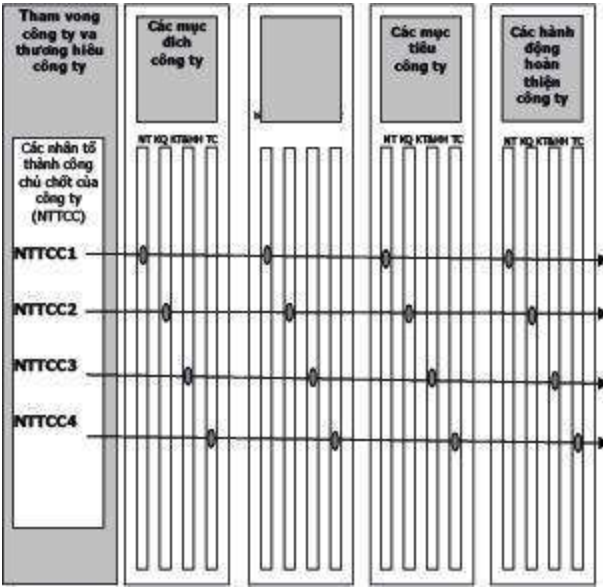 Tham vong
công ty va
thương hiệu
công ty
Các mục
đích
công ty
Các mục
tiêu
công ty
Các hành
động
hoàn
thiện
công ty
NT KQ KT&HH TC
NT KQ KT&HH TC
NT KQ KT&HH TC
Các nhân tố
thành công
chủ chốt của
công ty
(NTTCC)
NTTCC1
NTTCC2
NTTCC3
NTTCC4